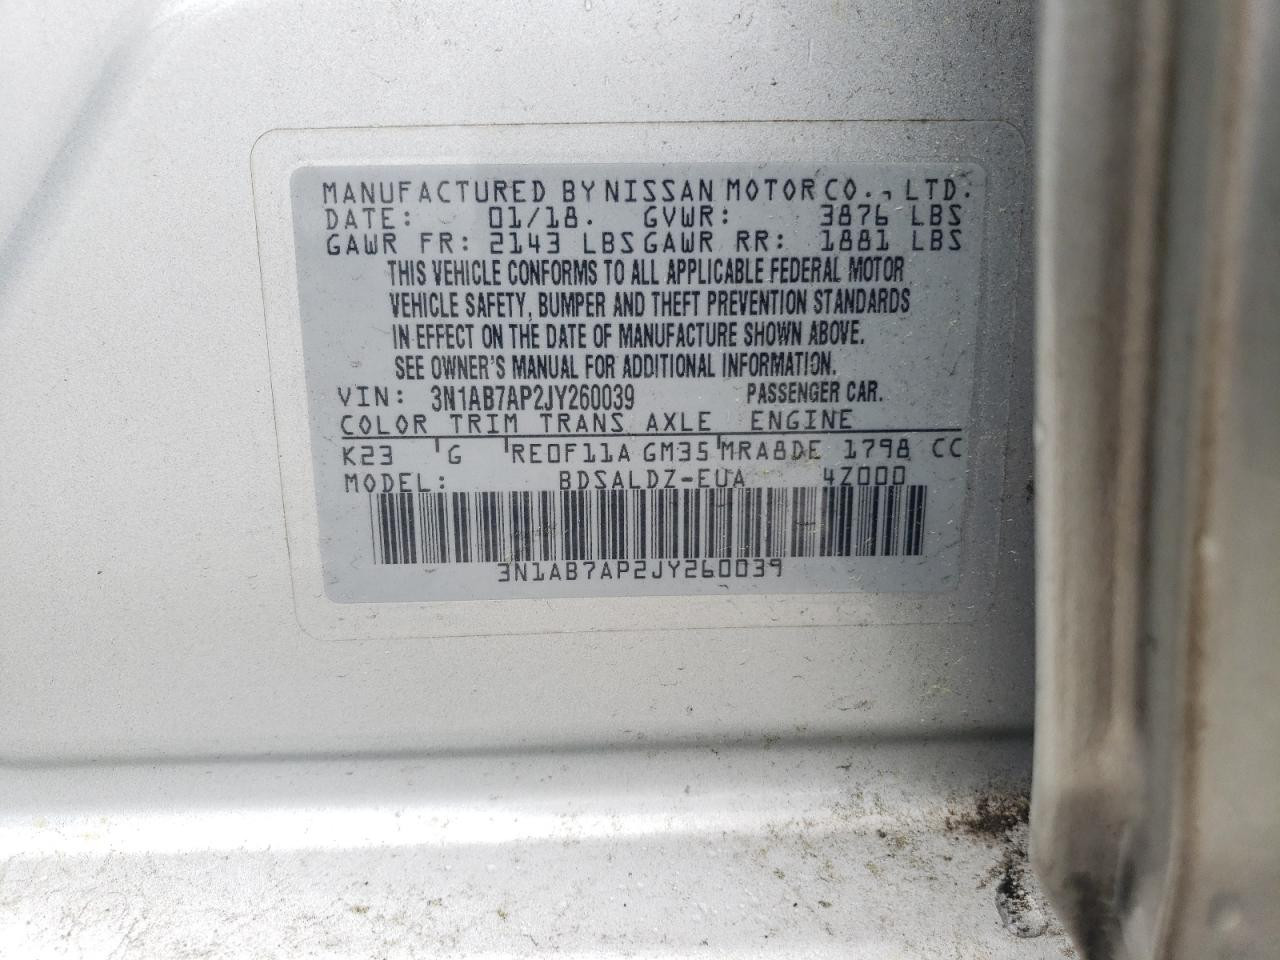 MANUFACTURED BY NISSAN MOTOR CO., LTD.
DATE: 01/18. GVWR: 3876 LBS
GAWR FR: 2143 LBS GAWR RR: 1881 LBS
THIS VEHICLE CONFORMS TO ALL APPLICABLE FEDERAL MOTOR
VEHICLE SAFETY, BUMPER AND THEFT PREVENTION STANDARDS
IN EFFECT ON THE DATE OF MANUFACTURE SHOWN ABOVE.
SEE OWNER'S MANUAL FOR ADDITIONAL INFORMATION.
VIN: 3N1AB7AP2JY260039 PASSENGER CAR.
COLOR TRIM TRANS AXLE ENGINE
K23 G RE0F11A GM35 MRA8DE 1798 CC
MODEL: BDSALDZ-EUA 4Z000
3N1AB7AP2JY260039